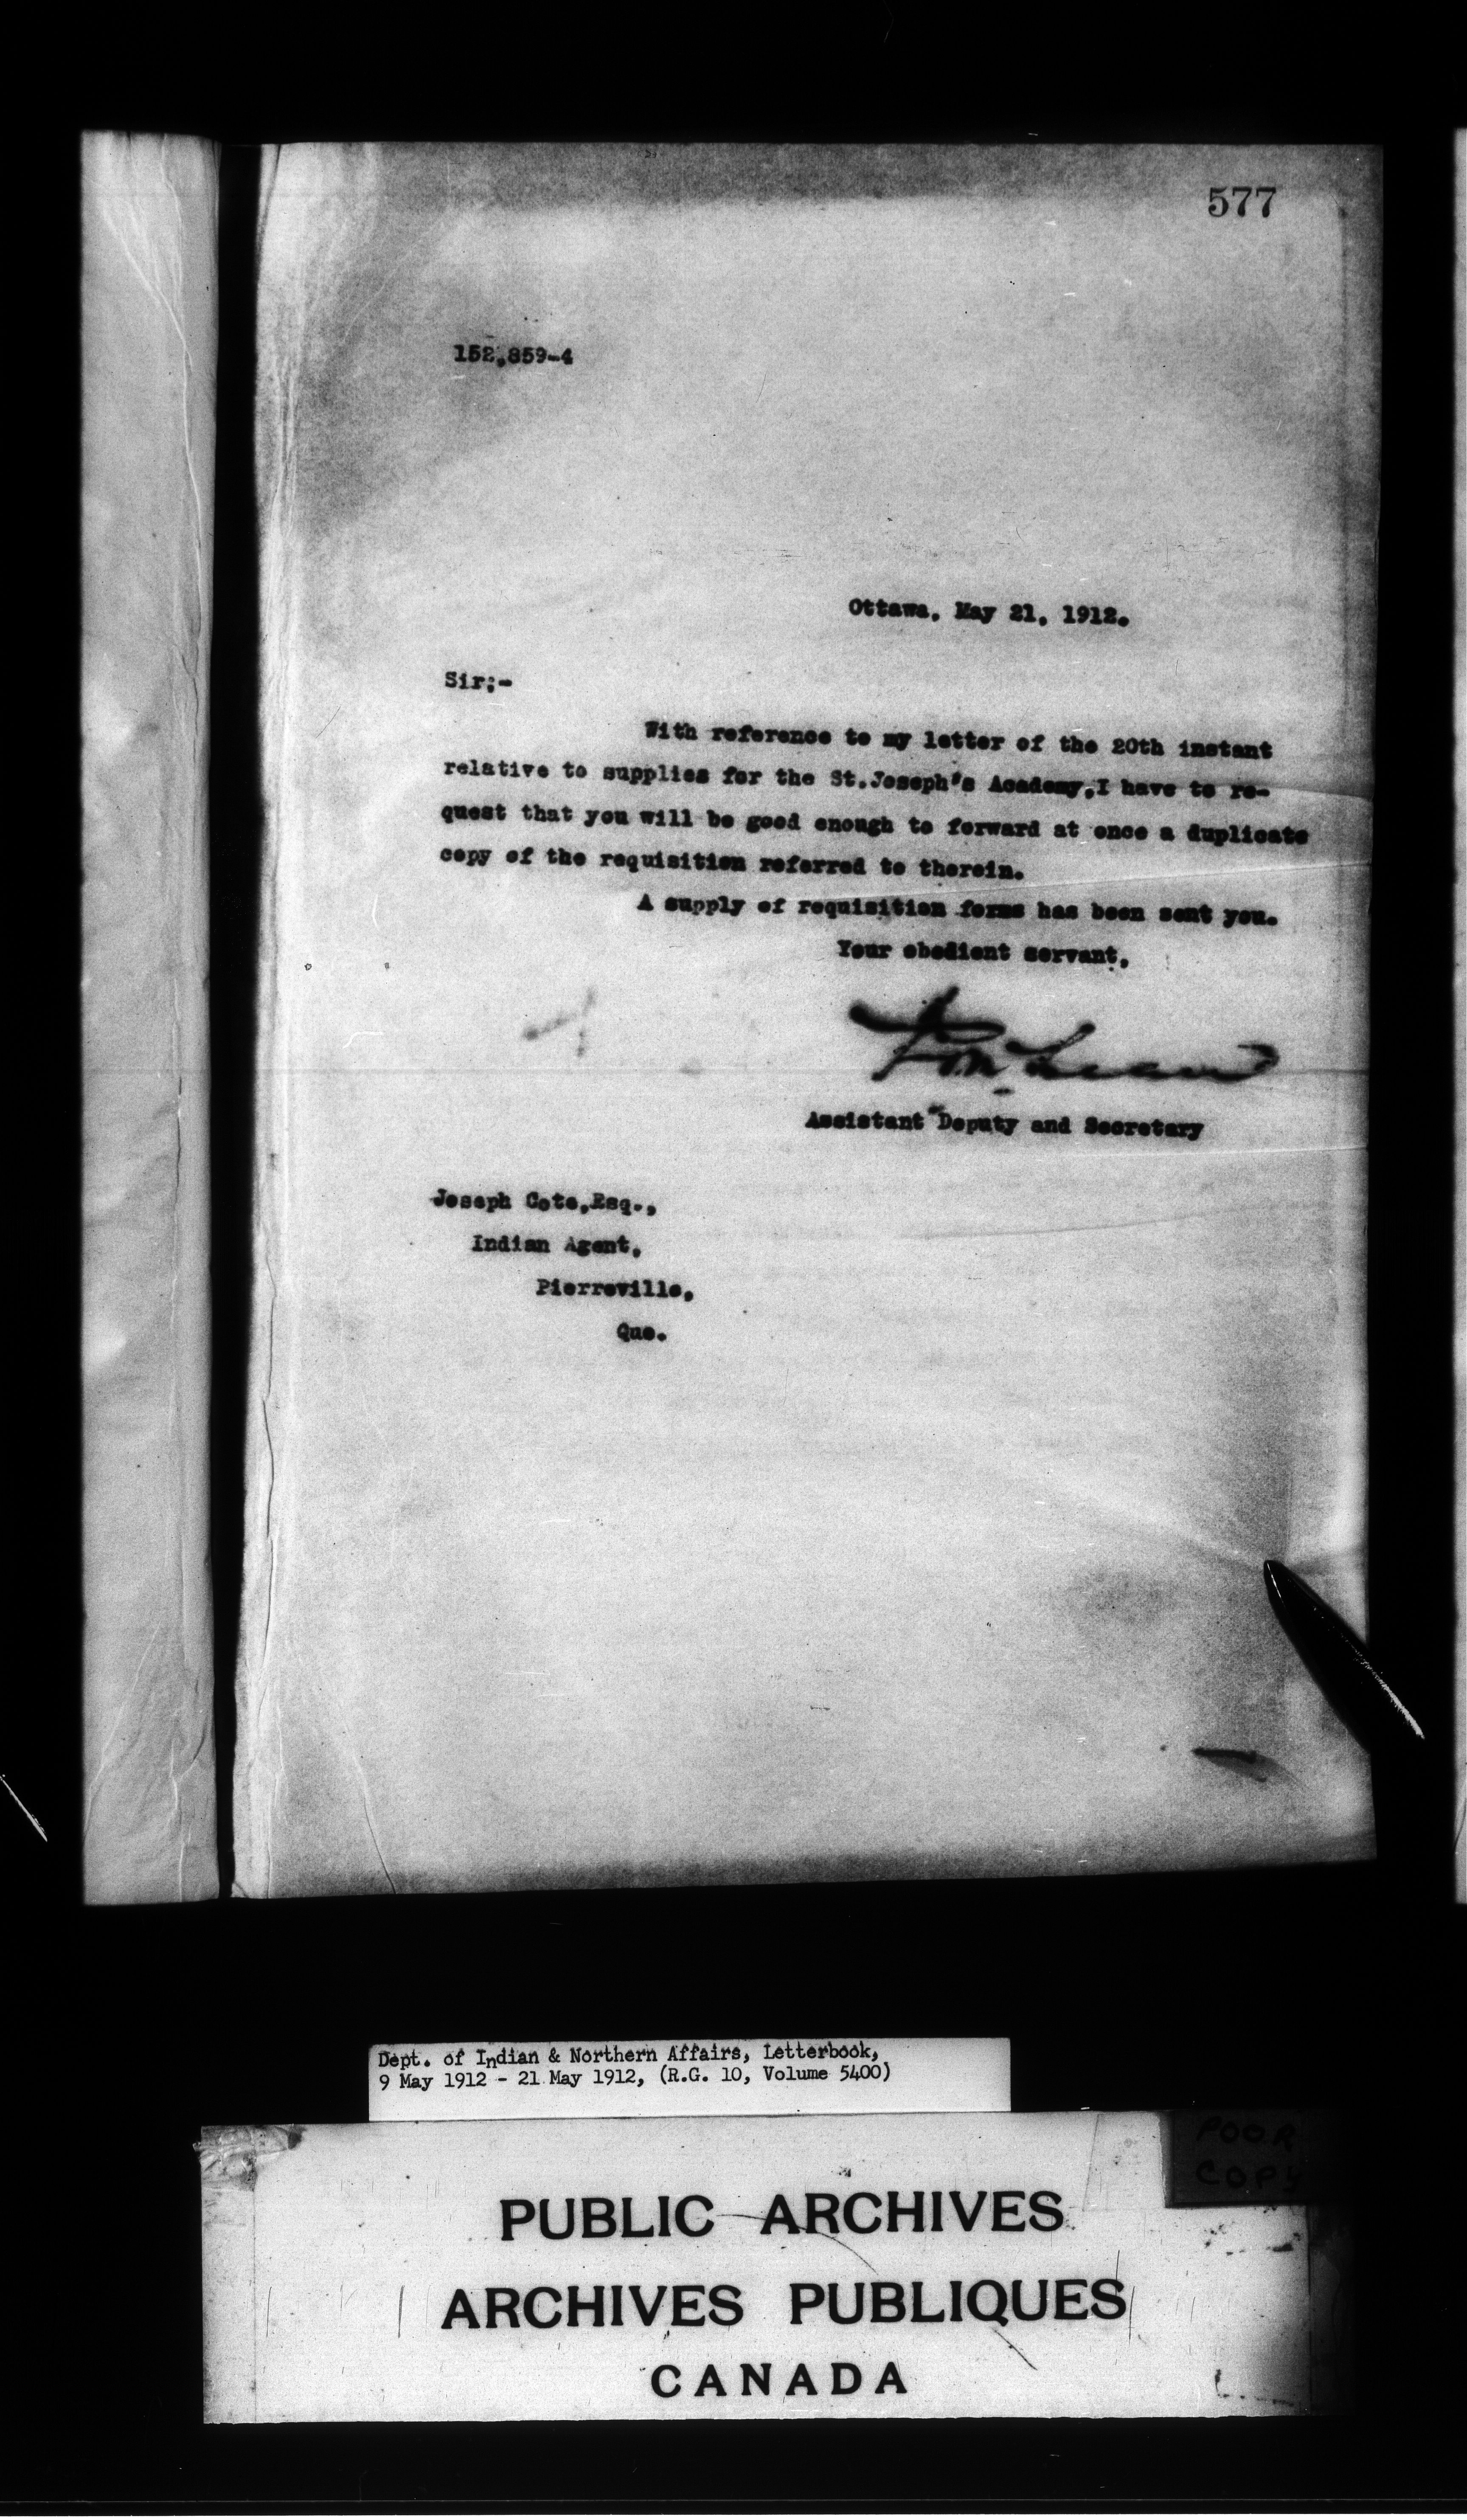 577
152,859-4
Ottawa, May 21, 1912.
Sir;-
With reference to my letter of the 20th instant
relative to supplies for the St.Joseph's Academy,I have to re-
quest that you will be good enough to forward at once a duplicate
copy of the requisition referred to therein.
A supply of requisition forms has been sent you.
Your obedient servant,
Assistant Deputy and Secretary
Joseph Cote,Esq.,
Indian Agent,
Pierreville,
Que.
Dept. of Indian & Northern Affairs, Letterbook,
9 May 1912 - 21 May 1912, (R.G. 10, Volume 5400)
POOR
COPY
PUBLIC ARCHIVES
ARCHIVES PUBLIQUES
CANADA